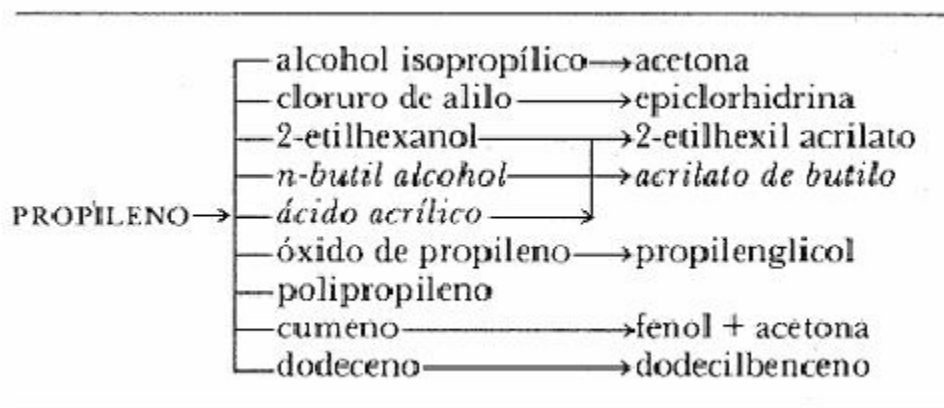 alcohol isopropílico→acetona
cloruro de alilo→epiclorhidrina
2-etilhexanol→2-etilhexil acrilato
n-butil alcohol→acrilato de butilo
PROPILENO→ácido acrílico→
óxido de propileno→propilenglicol
polipropileno
cumeno→fenol + acetona
dodeceno→dodecilbenceno